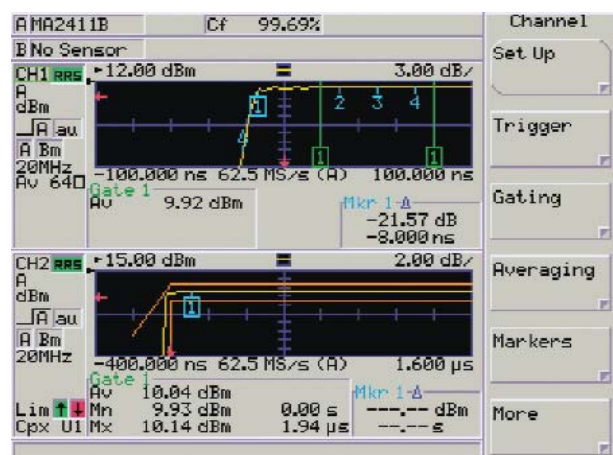 A MA2411B Cf 99.69% Channel
B No Sensor
Set Up
CH1 RRS 12.00 dBm 3.00 dB/
A
dBm
A au
A Bm
20MHz
Av 64
1 2 3 4
Δ
1 1
-100.000 ns 62.5 MS/s (A) 100.000 ns
Gate 1
Av 9.92 dBm
Mkr 1-Δ
-21.57 dB
-8.000 ns
Trigger
Gating
CH2 RRS 15.00 dBm 2.00 dB/
A
dBm
A au
A Bm
20MHz
1
-400.000 ns 62.5 MS/s (A) 1.600 µs
Gate 1
Av 10.04 dBm
Lim Mn 9.93 dBm 0.00 s
Cpx U1 Mx 10.14 dBm 1.94 µs
Mkr 1-Δ
---.-- dBm
--.-- s
Averaging
Markers
More